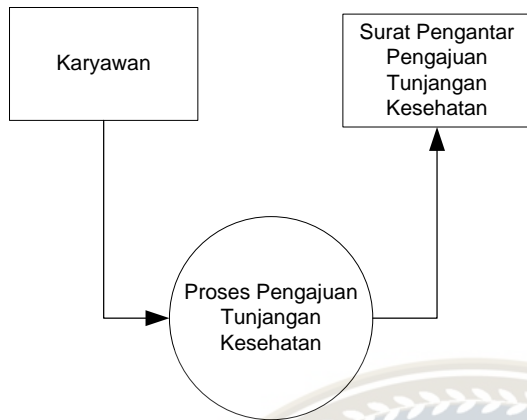 Karyawan
Surat Pengantar
Pengajuan
Tunjangan
Kesehatan
Proses Pengajuan
Tunjangan
Kesehatan